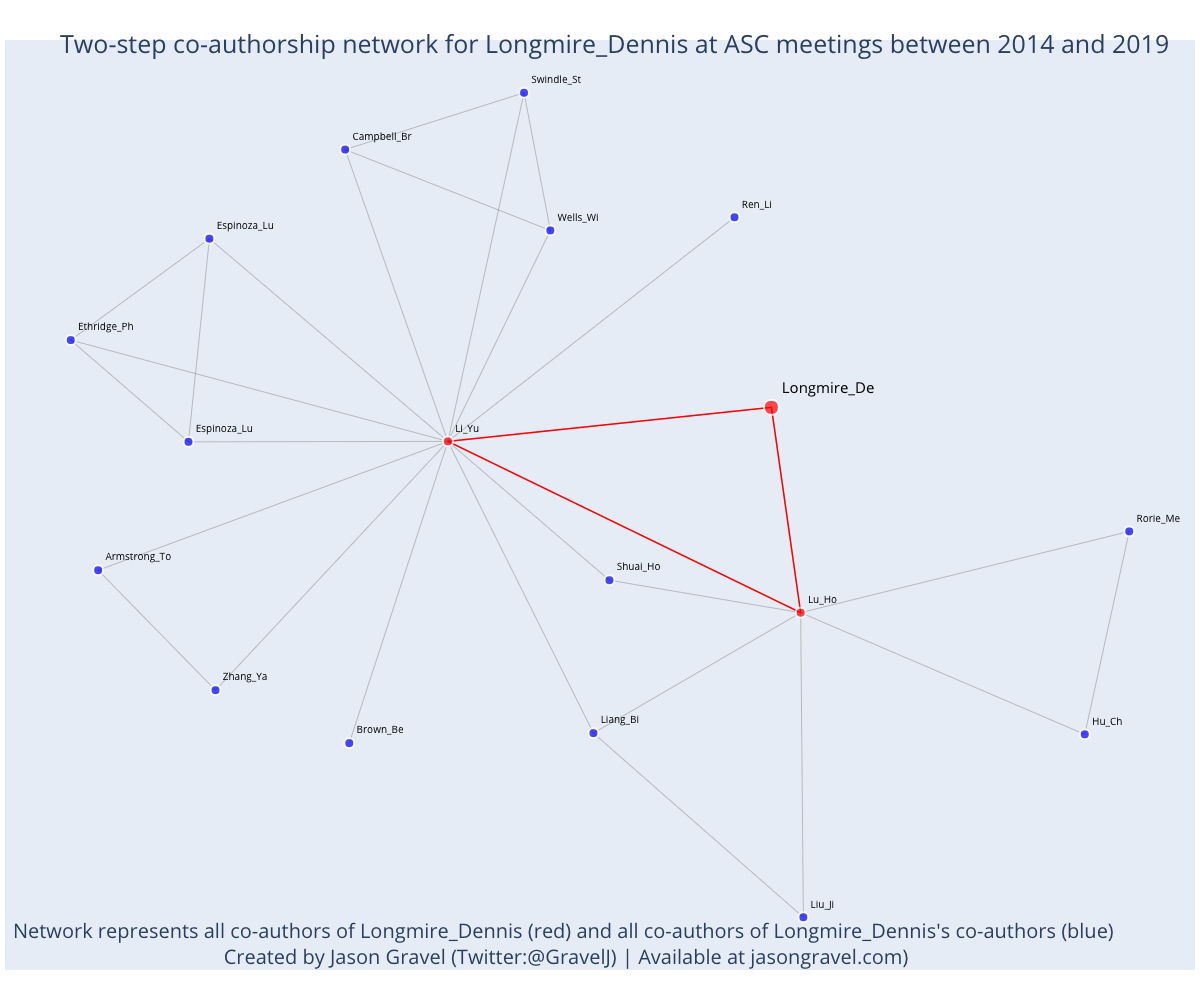 Two-step co-authorship network for Longmire_Dennis at ASC meetings between 2014 and 2019
Swindle_St
Campbell_Br
Ren_Li
Wells_Wi
Espinoza_Lu
Ethridge_Ph
Longmire_De
Espinoza_Lu
Li_Yu
Rorie_Me
Armstrong_To
Shuai_Ho
Lu_Ho
Zhang_Ya
Liang_Bi
Hu_Ch
Brown_Be
Liu_Ji
Network represents all co-authors of Longmire_Dennis (red) and all co-authors of Longmire_Dennis's co-authors (blue)
Created by Jason Gravel (Twitter:@GravelJ) | Available at jasongravel.com)